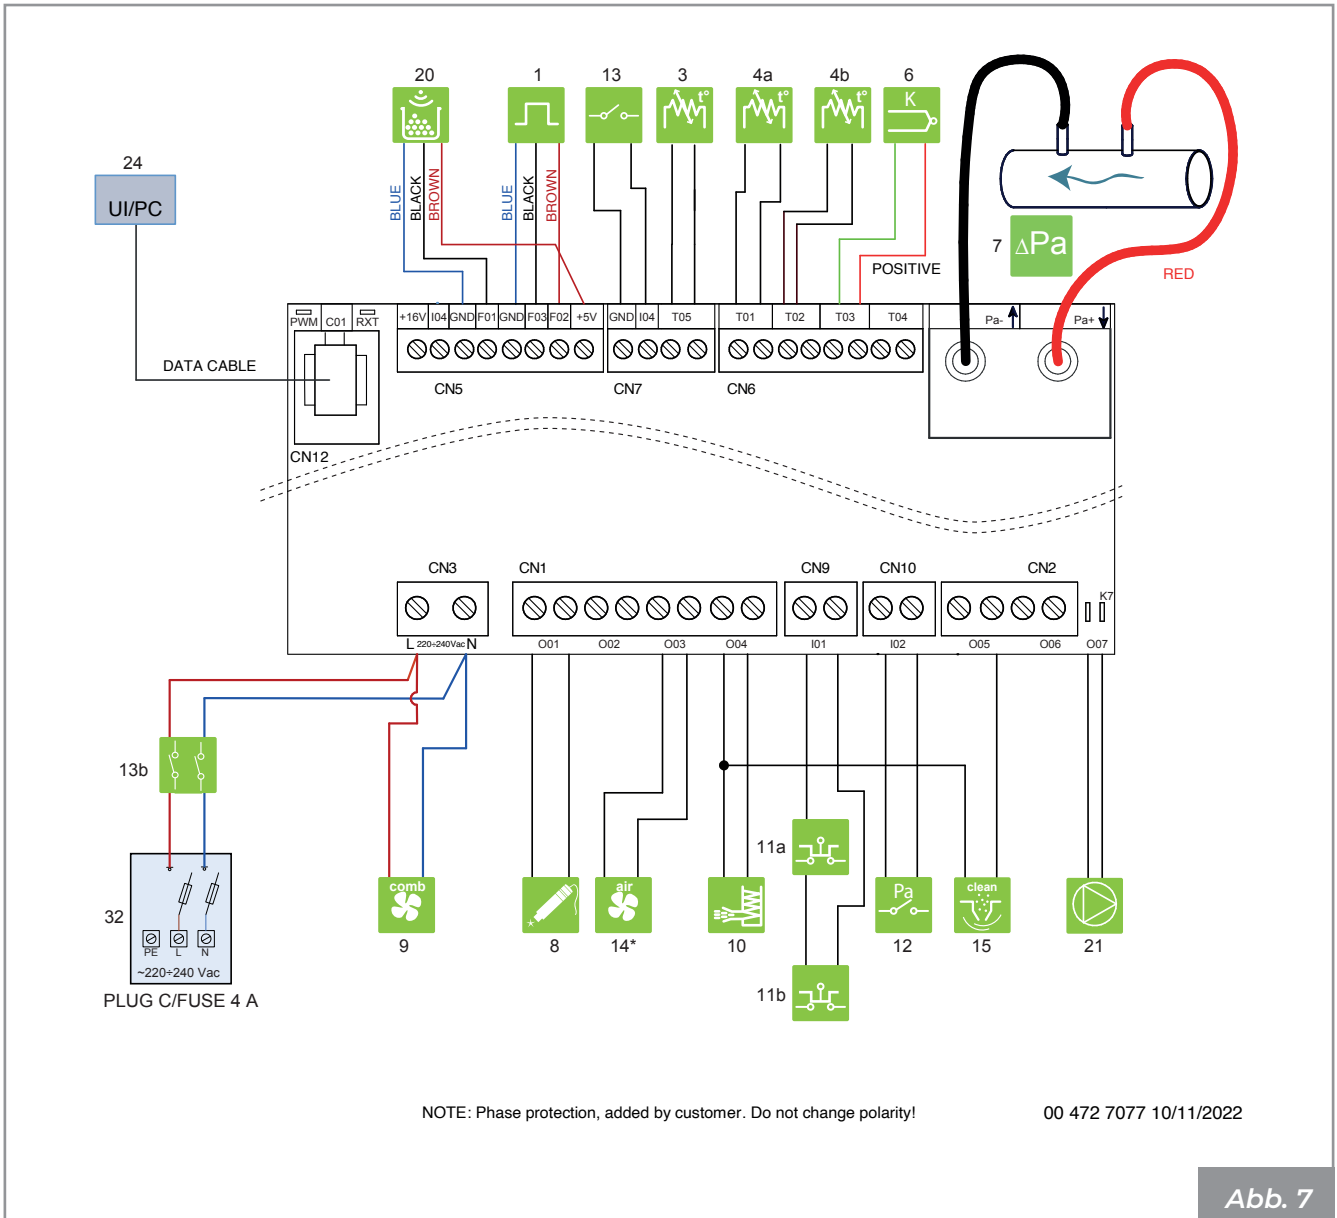 20 1 13 3 4a 4b 6
t° t° t° K
24
UI/PC
BLUE
BLACK
BROWN
BLUE
BLACK
BROWN
7 ΔPa
POSITIVE
RED
PWM C01 RXT
+16V I04 GND F01 GND F03 F02 +5V
GND I04 T05
T01 T02 T03 T04
Pa- Pa+
DATA CABLE
CN5 CN7 CN6
CN12
CN3 CN1 CN9 CN10 CN2
K7
L 220÷240Vac N
O01 O02 O03 O04 I01 I02 O05 O06 O07
13b
11a
comb air Pa clean
32
9 8 14* 10 12 15 21
PE L N
~220÷240 Vac
11b
PLUG C/FUSE 4 A
NOTE: Phase protection, added by customer. Do not change polarity!
00 472 7077 10/11/2022
Abb. 7